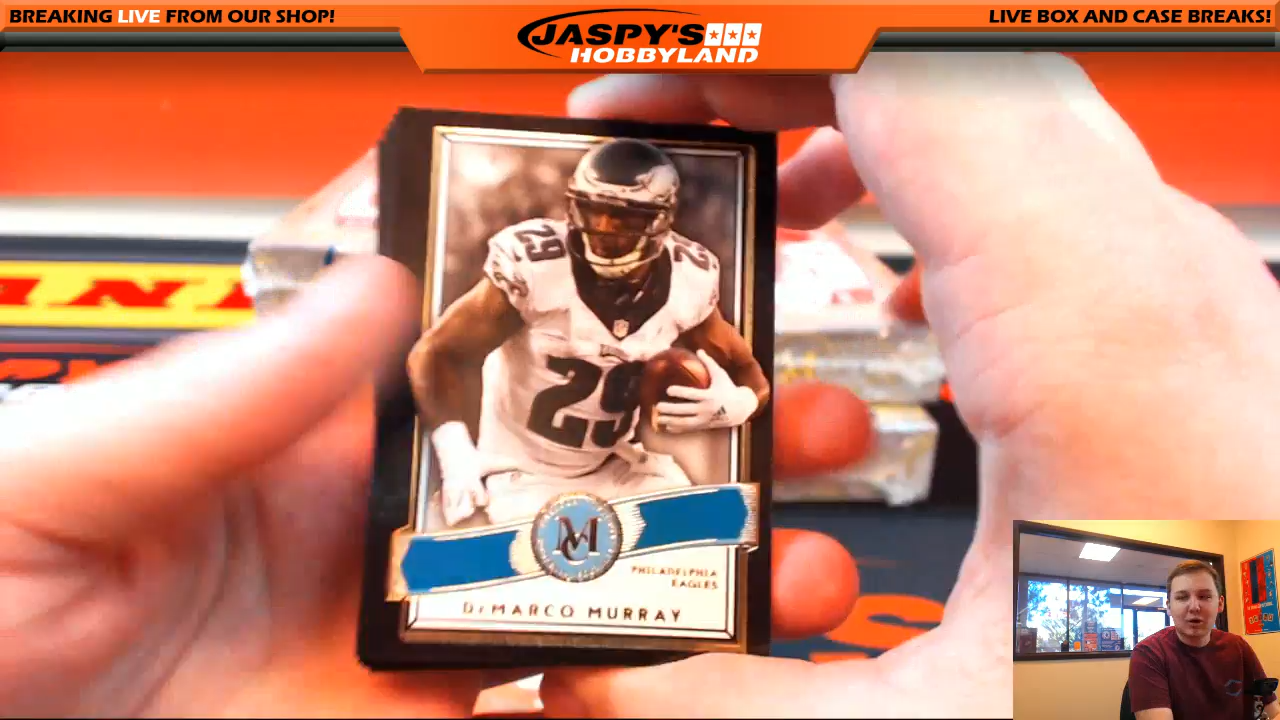 BREAKING LIVE FROM OUR SHOP!
JASPY'S
HOBBYLAND
LIVE BOX AND CASE BREAKS!
29
29
29
MC
PHILADELPHIA
EAGLES
DEMARCO MURRAY